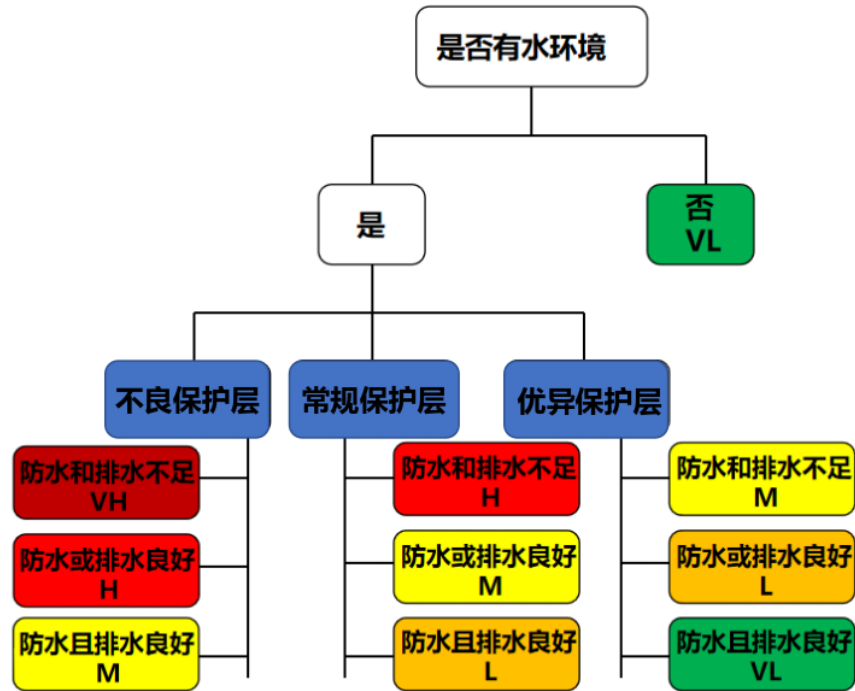 是否有水环境
是
否
VL
不良保护层
常规保护层
优异保护层
防水和排水不足
VH
防水或排水良好
H
防水且排水良好
M
防水和排水不足
H
防水或排水良好
M
防水且排水良好
L
防水和排水不足
M
防水或排水良好
L
防水且排水良好
VL